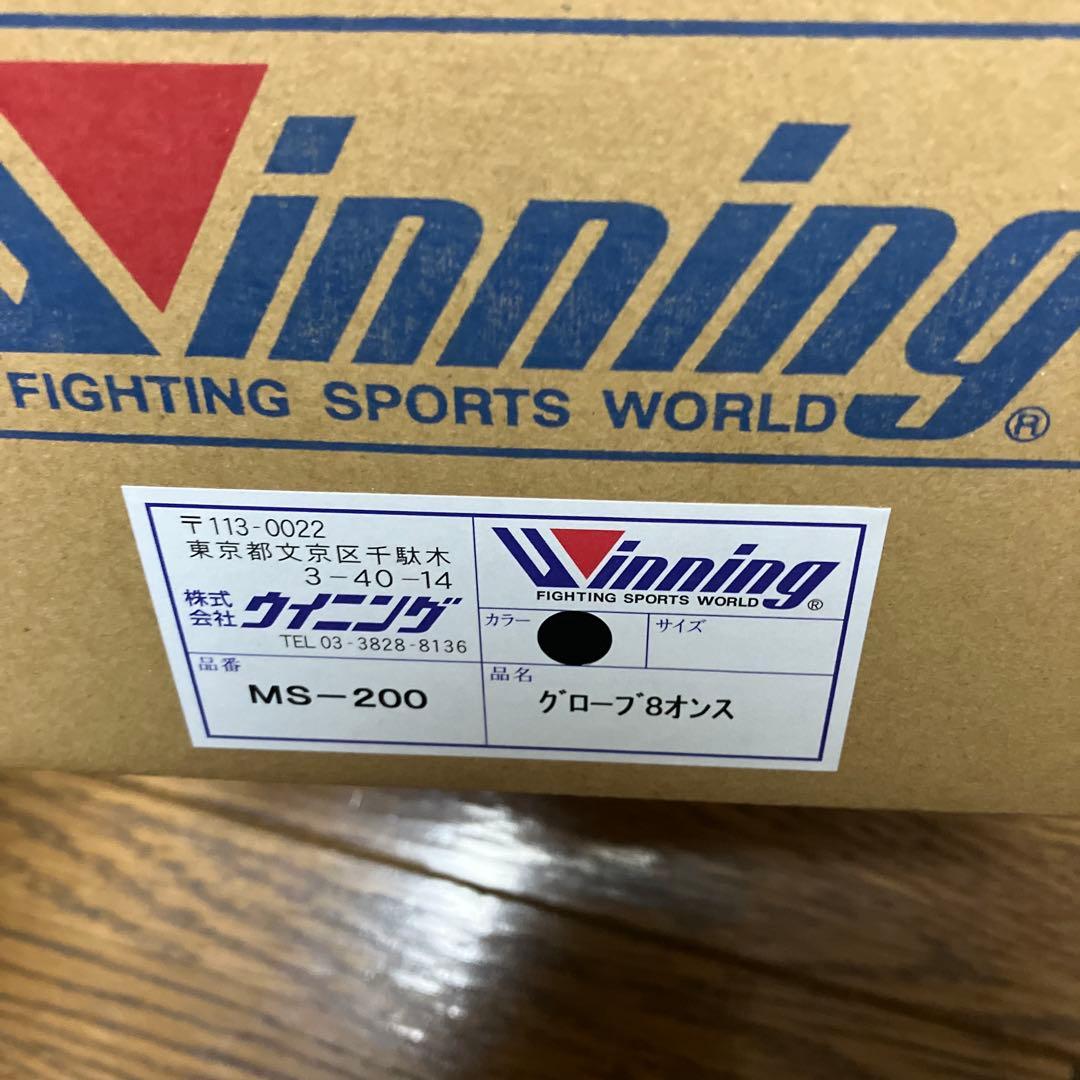 Winning
FIGHTING SPORTS WORLD®
〒113-0022
東京都文京区千駄木
3-40-14
株式会社 ウイニング
TEL 03-3828-8136
Winning
FIGHTING SPORTS WORLD®
カラー
サイズ
品番
MS-200
品名
グローブ8オンス